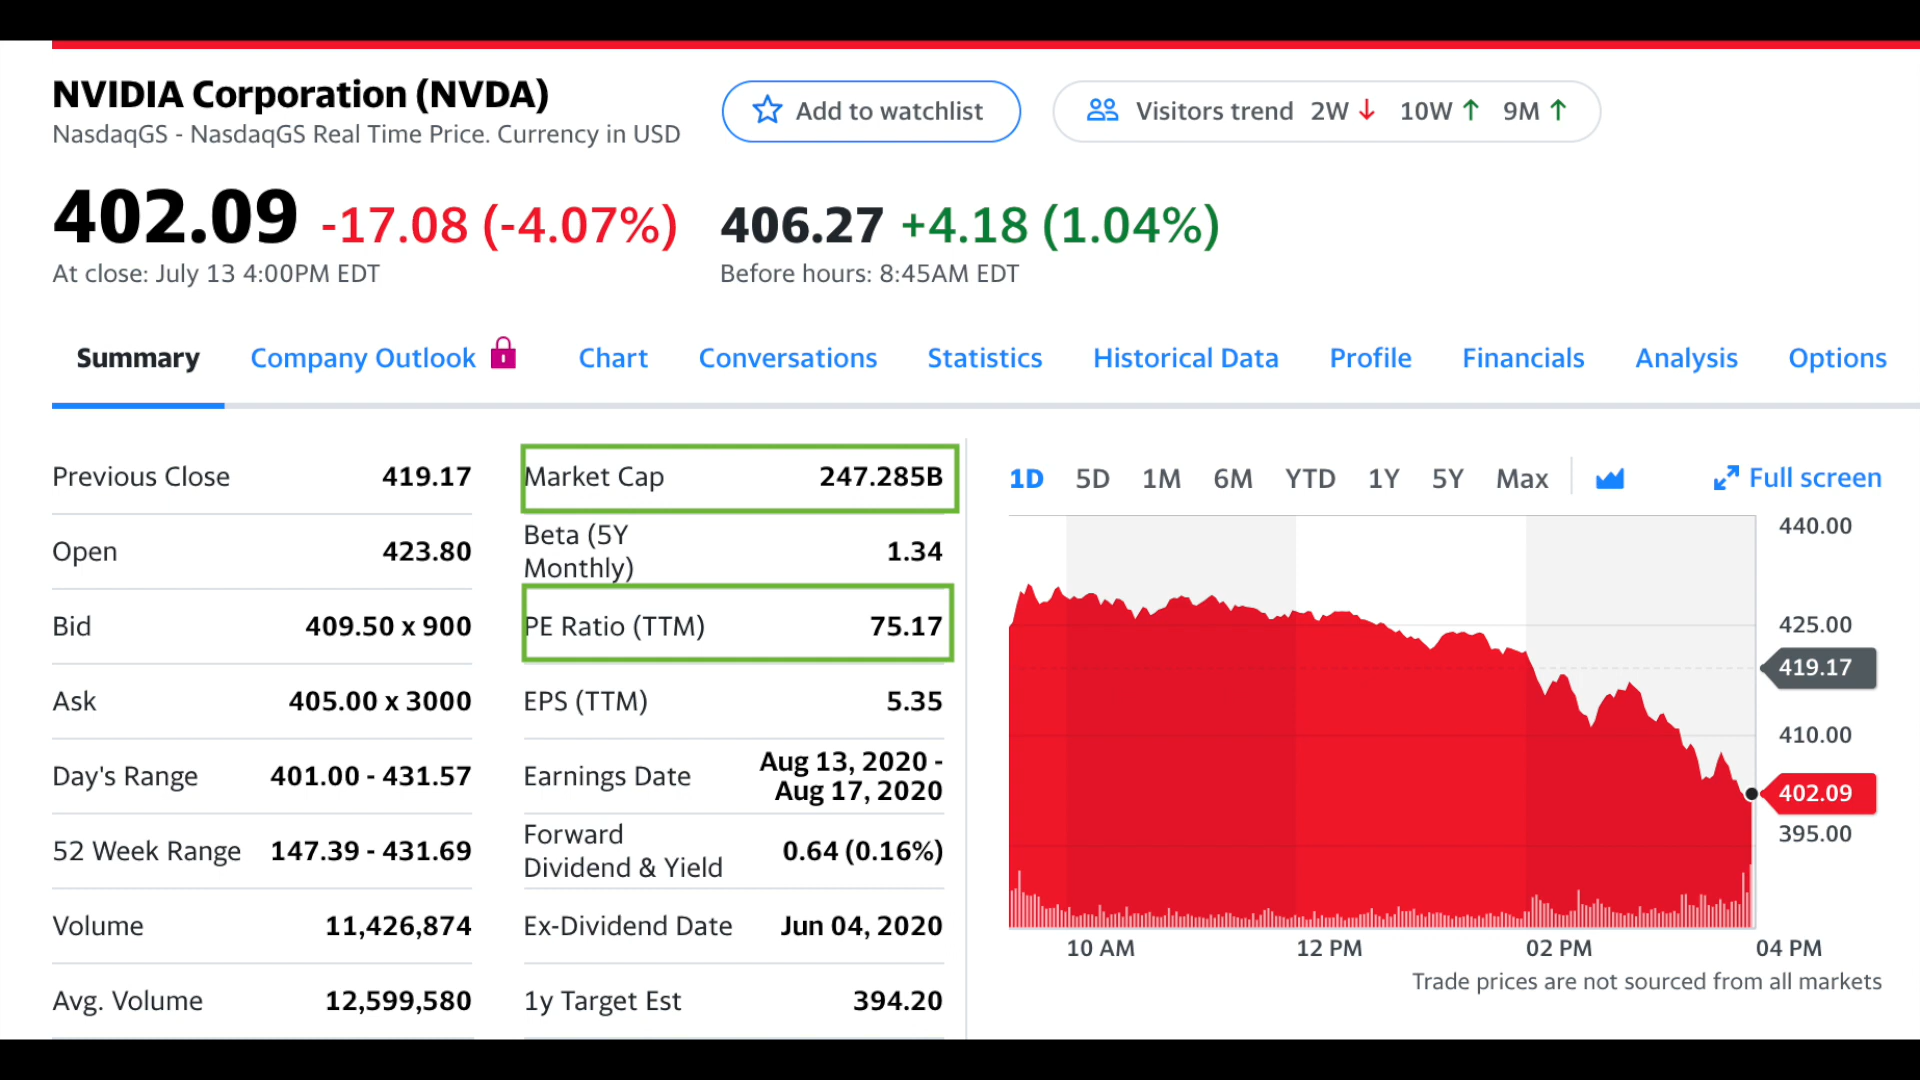 NVIDIA Corporation (NVDA)
NasdaqGS - NasdaqGS Real Time Price. Currency in USD
Add to watchlist
Visitors trend 2W ↓ 10W ↑ 9M ↑
402.09 -17.08 (-4.07%)
At close: July 13 4:00PM EDT
406.27 +4.18 (1.04%)
Before hours: 8:45AM EDT
Summary Company Outlook Chart Conversations Statistics Historical Data Profile Financials Analysis Options
Previous Close 419.17
Open 423.80
Bid 409.50 x 900
Ask 405.00 x 3000
Day's Range 401.00 - 431.57
52 Week Range 147.39 - 431.69
Volume 11,426,874
Avg. Volume 12,599,580
Market Cap 247.285B
Beta (5Y
Monthly) 1.34
PE Ratio (TTM) 75.17
EPS (TTM) 5.35
Earnings Date Aug 13, 2020 -
Aug 17, 2020
Forward
Dividend & Yield 0.64 (0.16%)
Ex-Dividend Date Jun 04, 2020
1y Target Est 394.20
1D 5D 1M 6M YTD 1Y 5Y Max
Full screen
440.00
425.00
419.17
410.00
402.09
395.00
10 AM 12 PM 02 PM 04 PM
Trade prices are not sourced from all markets